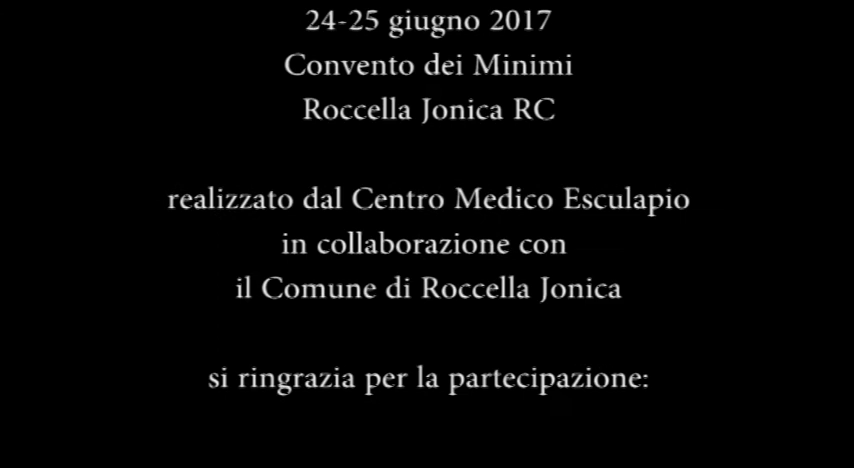 24-25 giugno 2017
Convento dei Minimi
Roccella Jonica RC
realizzato dal Centro Medico Esculapio
in collaborazione con
il Comune di Roccella Jonica
si ringrazia per la partecipazione: